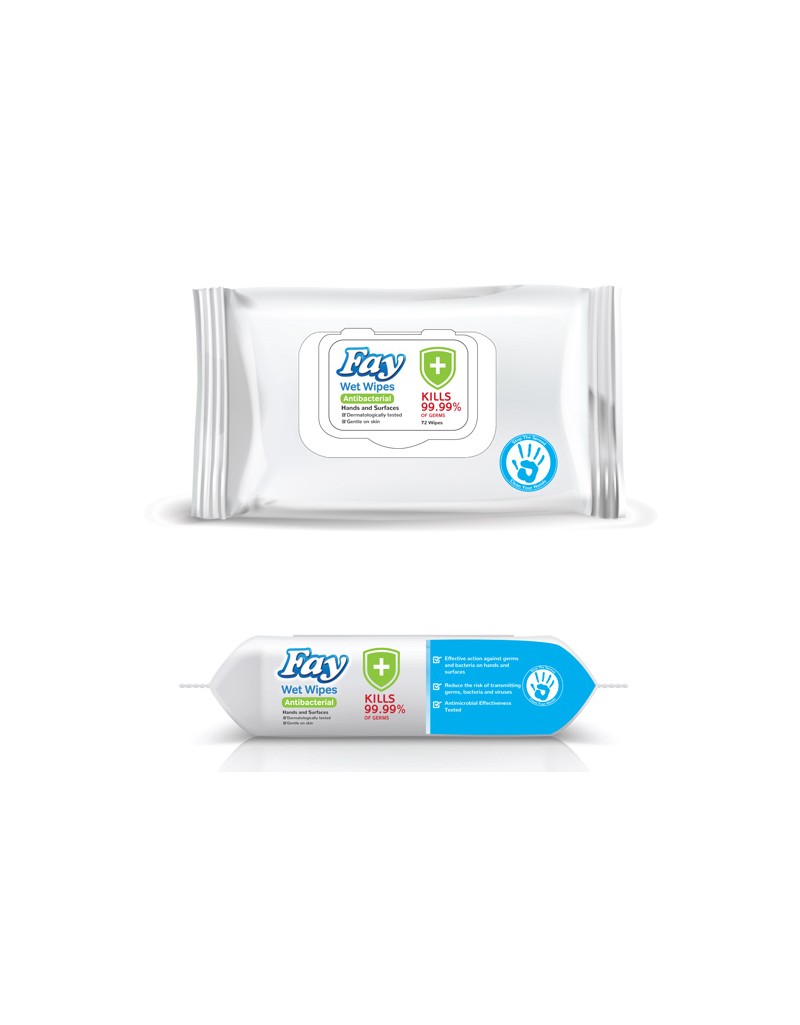 Fay
Wet Wipes
Antibacterial
Hands and Surfaces
Dermatologically tested
Gentle on skin
KILLS
99.99%
OF GERMS
72 Wipes
Stop The Spread
Fay
Wet Wipes
Antibacterial
Hands and Surfaces
Dermatologically tested
Gentle on skin
KILLS
99.99%
OF GERMS
Effective action against germs
and bacteria on hands and
surfaces
Reduce the risk of transmitting
germs, bacteria and viruses
Antimicrobial Effectiveness
Tested